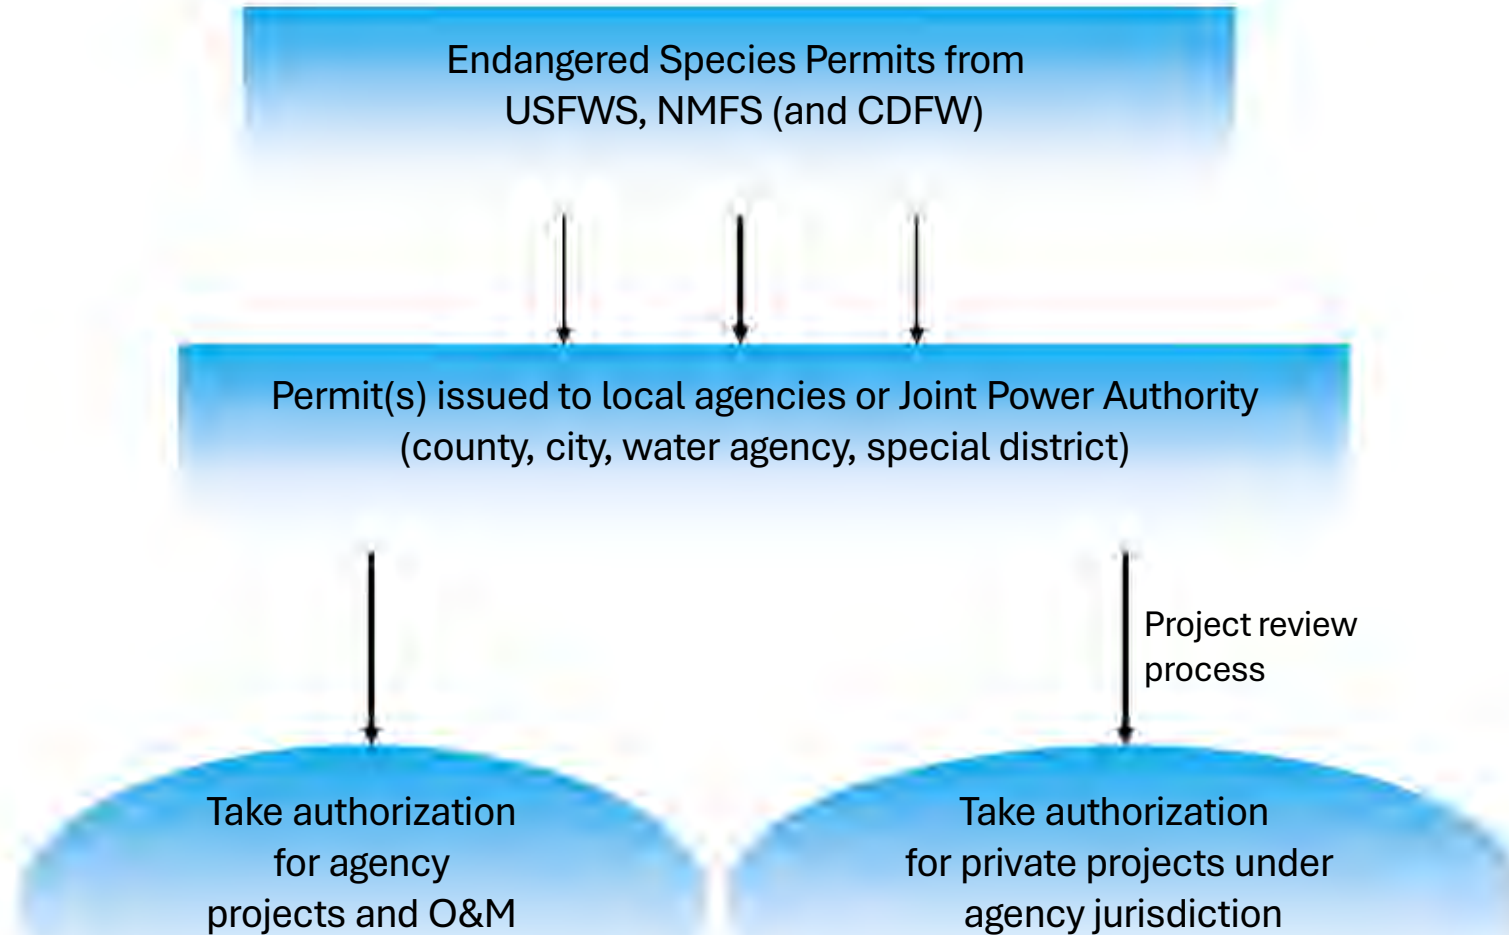 Endangered Species Permits from
USFWS, NMFS (and CDFW)
Permit(s) issued to local agencies or Joint Power Authority
(county, city, water agency, special district)
Project review
process
Take authorization
for agency
projects and O&M
Take authorization
for private projects under
agency jurisdiction